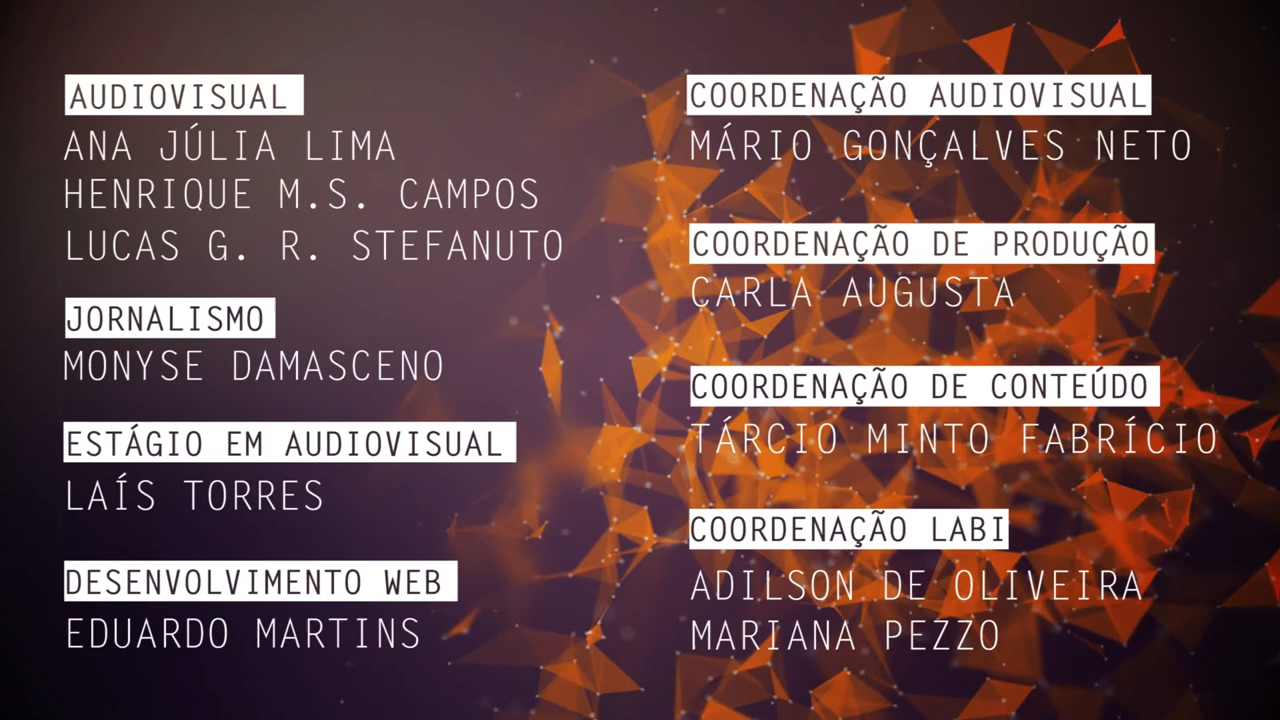 AUDIOVISUAL
ANA JÚLIA LIMA
HENRIQUE M.S. CAMPOS
LUCAS G. R. STEFANUTO
JORNALISMO
MONYSE DAMASCENO
ESTÁGIO EM AUDIOVISUAL
LAÍS TORRES
DESENVOLVIMENTO WEB
EDUARDO MARTINS
COORDENAÇÃO AUDIOVISUAL
MÁRIO GONÇALVES NETO
COORDENAÇÃO DE PRODUÇÃO
CARLA AUGUSTA
COORDENAÇÃO DE CONTEÚDO
TÁRCIO MINTO FABRÍCIO
COORDENAÇÃO LABI
ADILSON DE OLIVEIRA
MARIANA PEZZO